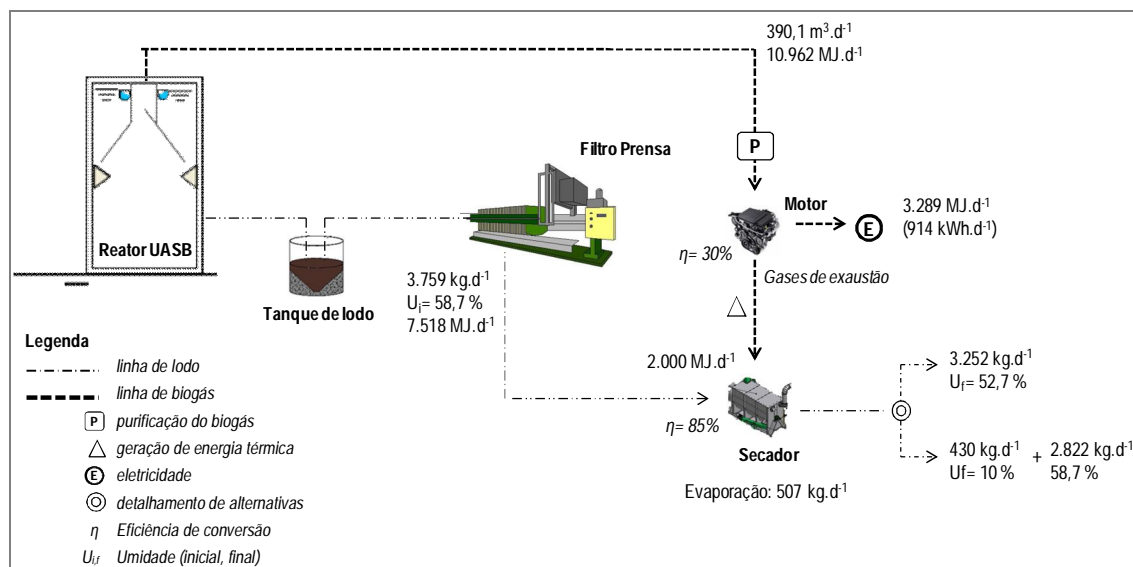 390,1 m³.d⁻¹
10.962 MJ.d⁻¹
Filtro Prensa
P
Motor
3.289 MJ.d⁻¹
(914 kWh.d⁻¹)
E
η= 30%
Gases de exaustão
Reator UASB
Tanque de lodo
3.759 kg.d⁻¹
Uᵢ= 58,7 %
7.518 MJ.d⁻¹
2.000 MJ.d⁻¹
η= 85%
Secador
Evaporação: 507 kg.d⁻¹
3.252 kg.d⁻¹
U_f= 52,7 %
430 kg.d⁻¹ + 2.822 kg.d⁻¹
Uf= 10 % 58,7 %
Legenda
linha de lodo
linha de biogás
P purificação do biogás
geração de energia térmica
E eletricidade
detalhamento de alternativas
η Eficiência de conversão
U_i,f Umidade (inicial, final)